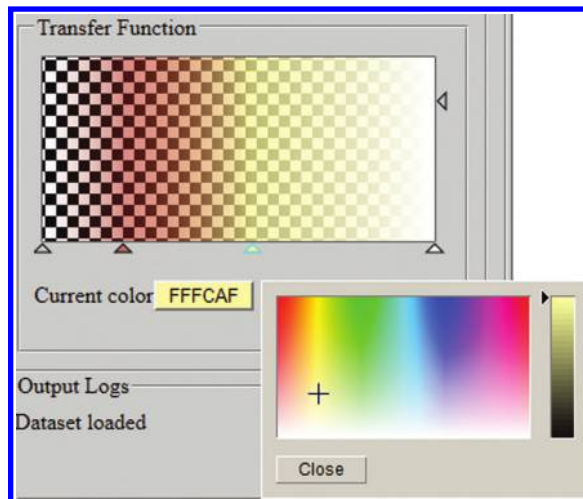 Transfer Function
Current color FFFCAF
Output Logs
Dataset loaded
Close